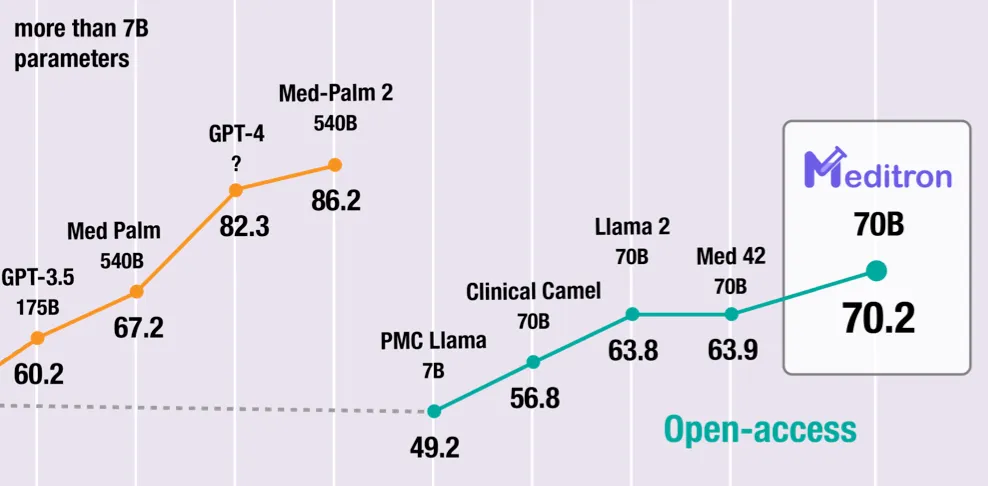 more than 7B
parameters
GPT-3.5
175B
60.2
Med Palm
540B
67.2
GPT-4
?
82.3
Med-Palm 2
540B
86.2
PMC Llama
7B
49.2
Clinical Camel
70B
56.8
Llama 2
70B
63.8
Med 42
70B
63.9
Meditron
70B
70.2
Open-access